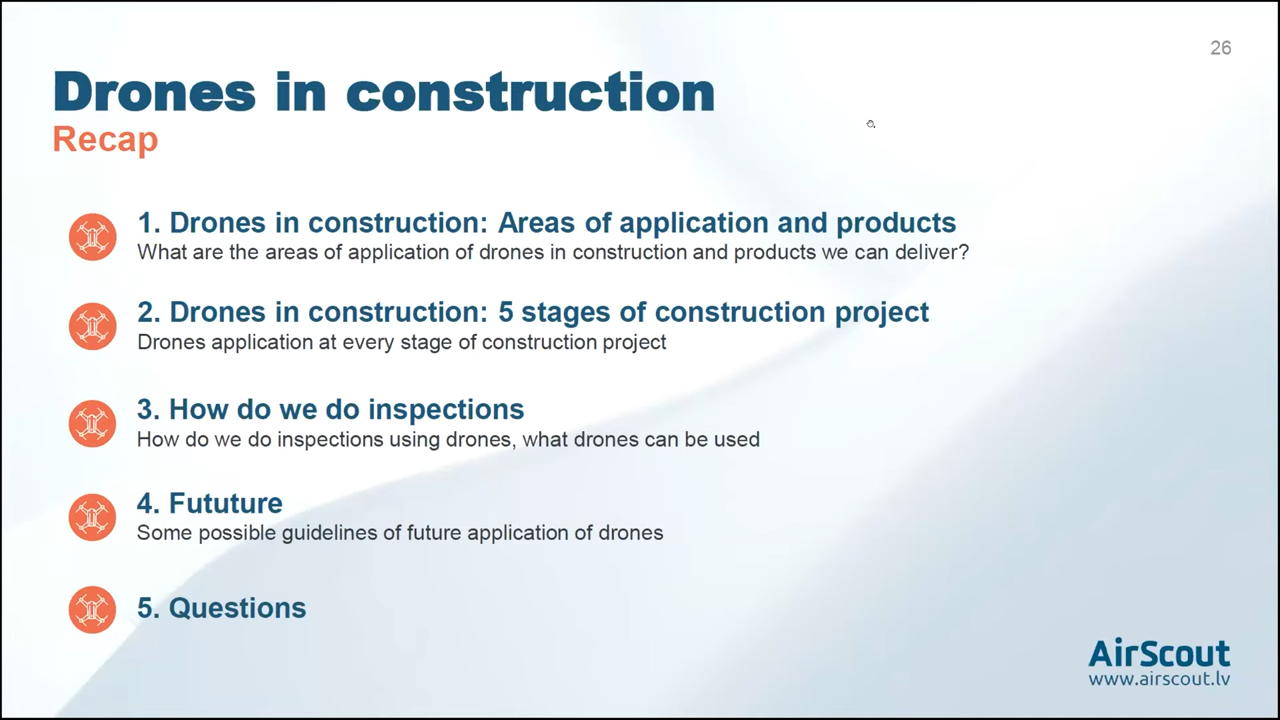 26
Drones in construction
Recap
1. Drones in construction: Areas of application and products
What are the areas of application of drones in construction and products we can deliver?
2. Drones in construction: 5 stages of construction project
Drones application at every stage of construction project
3. How do we do inspections
How do we do inspections using drones, what drones can be used
4. Fututure
Some possible guidelines of future application of drones
5. Questions
AirScout
www.airscout.lv